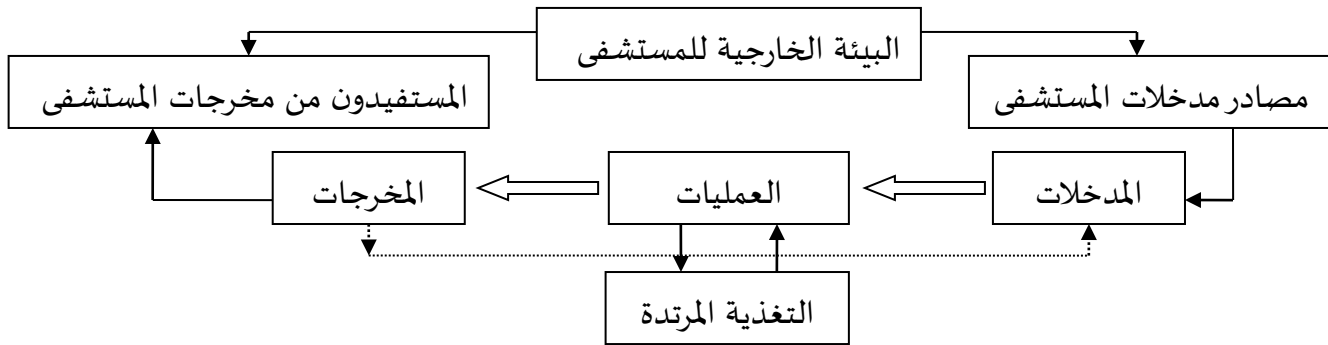 البيئة الخارجية للمستشفى
مصادر مدخلات المستشفى
المستفيدون من مخرجات المستشفى
المدخلات
العمليات
المخرجات
التغذية المرتدة